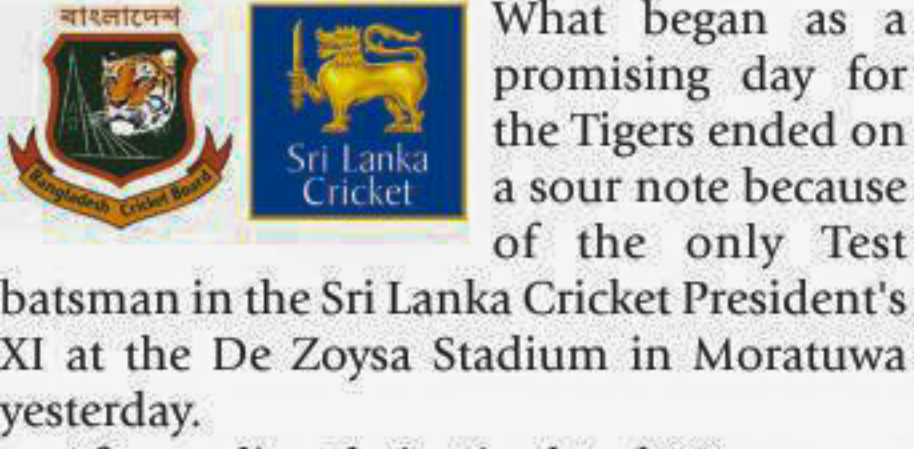 বাংলাদেশ
Bangladesh Cricket Board
Sri Lanka
Cricket
What began as a
promising day for
the Tigers ended on
a sour note because
of the only Test
batsman in the Sri Lanka Cricket President's
XI at the De Zoysa Stadium in Moratuwa
yesterday.